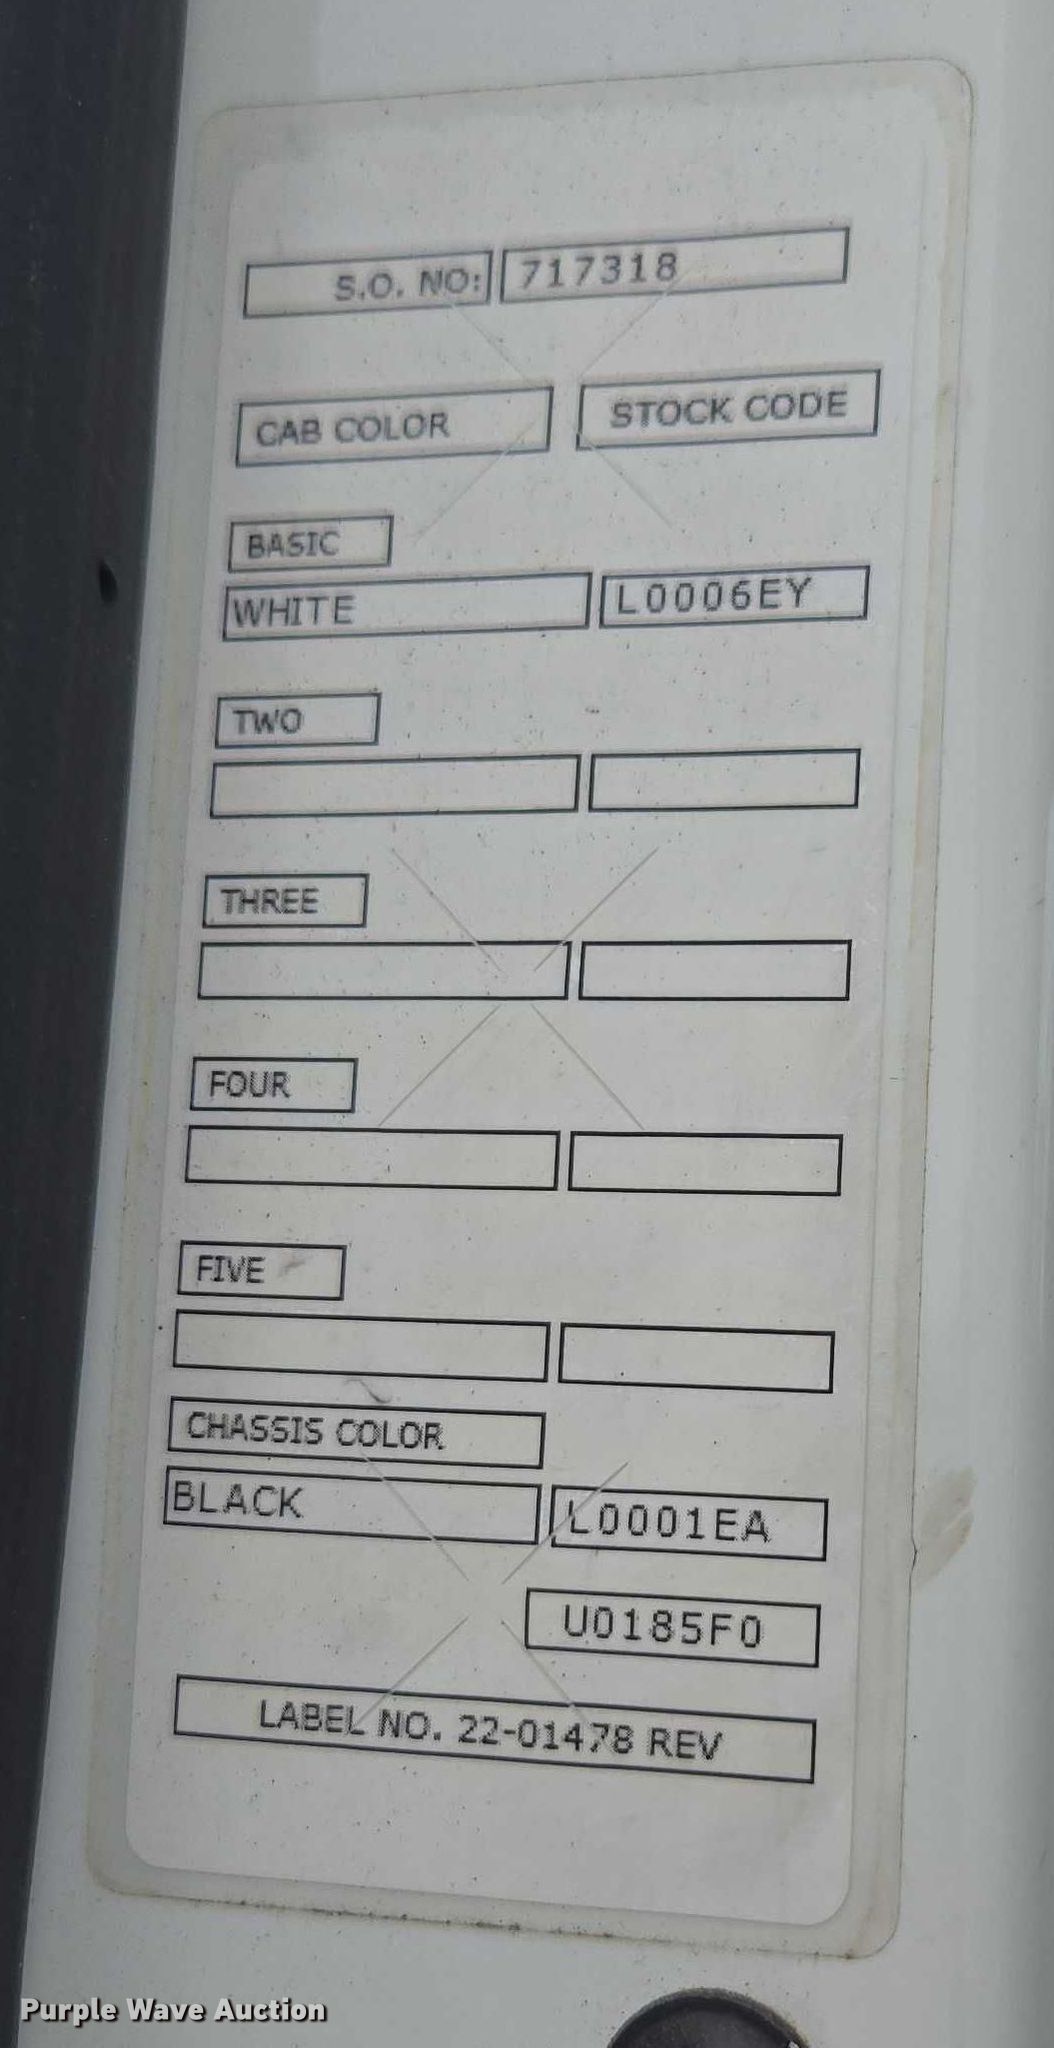 S.O. NO: 717318
CAB COLOR STOCK CODE
BASIC
WHITE L0006EY
TWO
THREE
FOUR
FIVE
CHASSIS COLOR
BLACK L0001EA
U0185F0
LABEL NO. 22-01478 REV
Purple Wave Auction